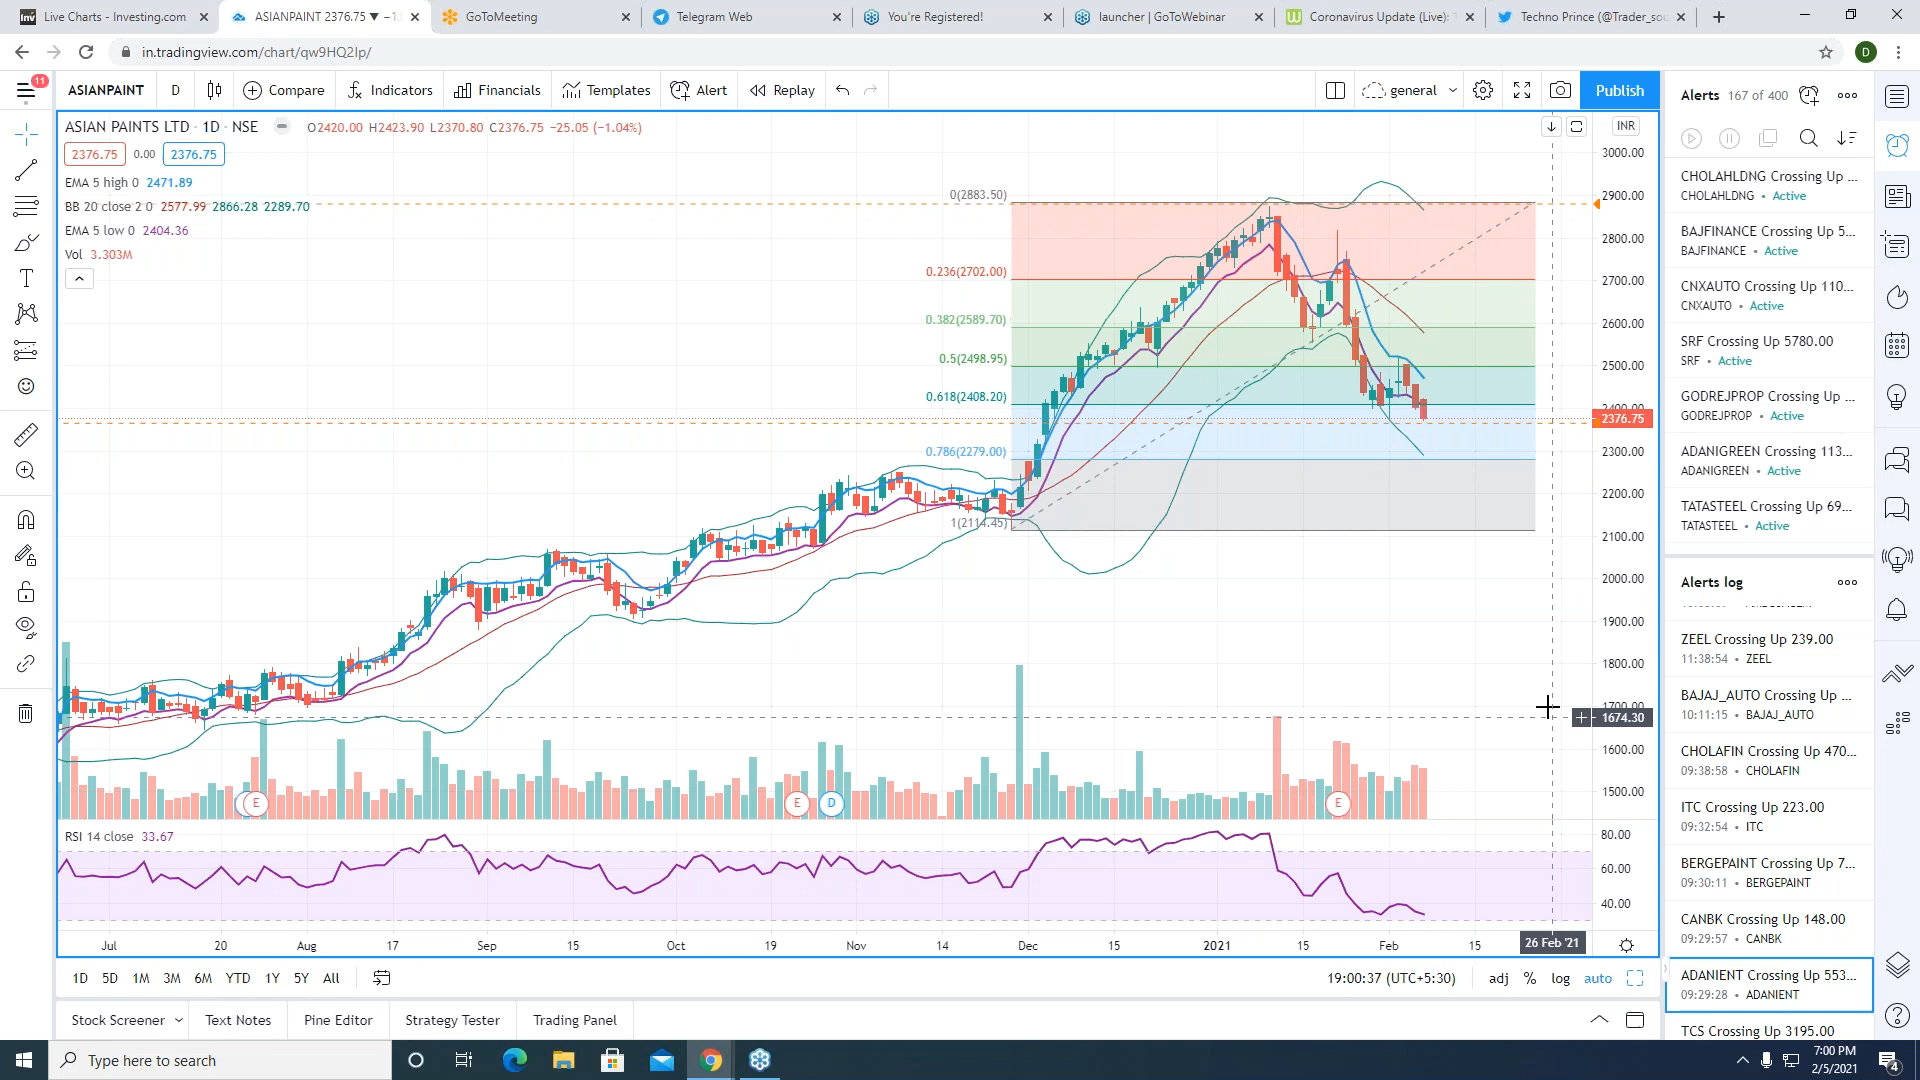 Live Charts - Investing.com
ASIANPAINT 2376.75 ▼ −1.
GoToMeeting
Telegram Web
You're Registered!
launcher | GoToWebinar
Coronavirus Update (Live):
Techno Prince (@Trader_sou
in.tradingview.com/chart/qw9HQ2Ip/
D
11
ASIANPAINT D Compare Indicators Financials Templates Alert Replay general Publish
ASIAN PAINTS LTD · 1D · NSE O2420.00 H2423.90 L2370.80 C2376.75 −25.05 (−1.04%)
2376.75 0.00 2376.75
EMA 5 high 0 2471.89
BB 20 close 2 0 2577.99 2866.28 2289.70
EMA 5 low 0 2404.36
Vol 3.303M
0(2883.50)
0.236(2702.00)
0.382(2589.70)
0.5(2498.95)
0.618(2408.20)
0.786(2279.00)
1(2114.45)
INR
3000.00
2900.00
2800.00
2700.00
2600.00
2500.00
2400.00
2376.75
2300.00
2200.00
2100.00
2000.00
1900.00
1800.00
1700.00
1674.30
1600.00
1500.00
E
E
D
E
RSI 14 close 33.67
80.00
60.00
40.00
Jul 20 Aug 17 Sep 15 Oct 19 Nov 14 Dec 15 2021 15 Feb 15 26 Feb '21
1D 5D 1M 3M 6M YTD 1Y 5Y All
19:00:37 (UTC+5:30) adj % log auto
Stock Screener Text Notes Pine Editor Strategy Tester Trading Panel
Alerts 167 of 400
CHOLAHLDNG Crossing Up ...
CHOLAHLDNG • Active
BAJFINANCE Crossing Up 5...
BAJFINANCE • Active
CNXAUTO Crossing Up 110...
CNXAUTO • Active
SRF Crossing Up 5780.00
SRF • Active
GODREJPROP Crossing Up ...
GODREJPROP • Active
ADANIGREEN Crossing 113...
ADANIGREEN • Active
TATASTEEL Crossing Up 69...
TATASTEEL • Active
Alerts log
ZEEL Crossing Up 239.00
11:38:54 • ZEEL
BAJAJ_AUTO Crossing Up ...
10:11:15 • BAJAJ_AUTO
CHOLAFIN Crossing Up 470...
09:38:58 • CHOLAFIN
ITC Crossing Up 223.00
09:32:54 • ITC
BERGEPAINT Crossing Up 7...
09:30:11 • BERGEPAINT
CANBK Crossing Up 148.00
09:29:57 • CANBK
ADANIENT Crossing Up 553...
09:29:28 • ADANIENT
TCS Crossing Up 3195.00
Type here to search
7:00 PM
2/5/2021
4